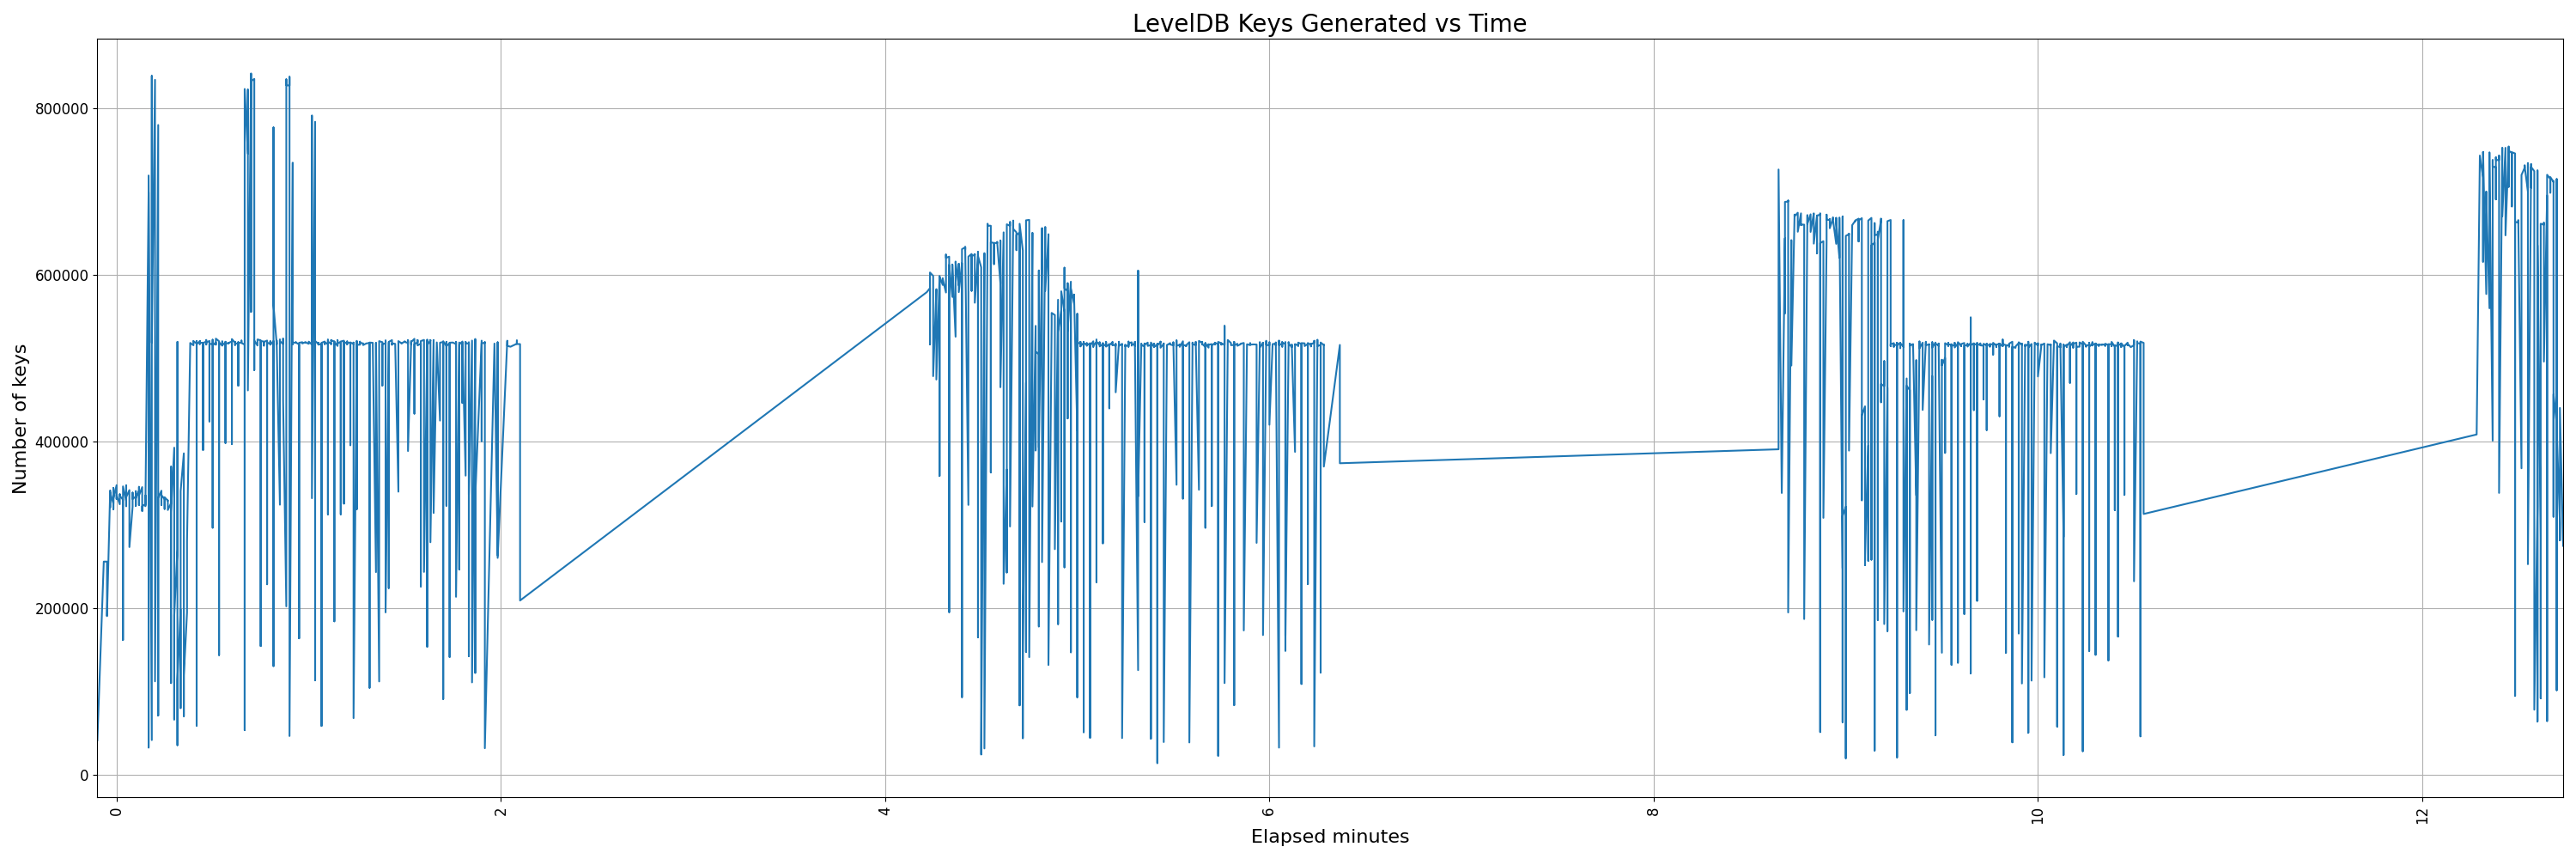 LevelDB Keys Generated vs Time
Number of keys
800000
600000
400000
200000
0
0 2 4 6 8 10 12
Elapsed minutes